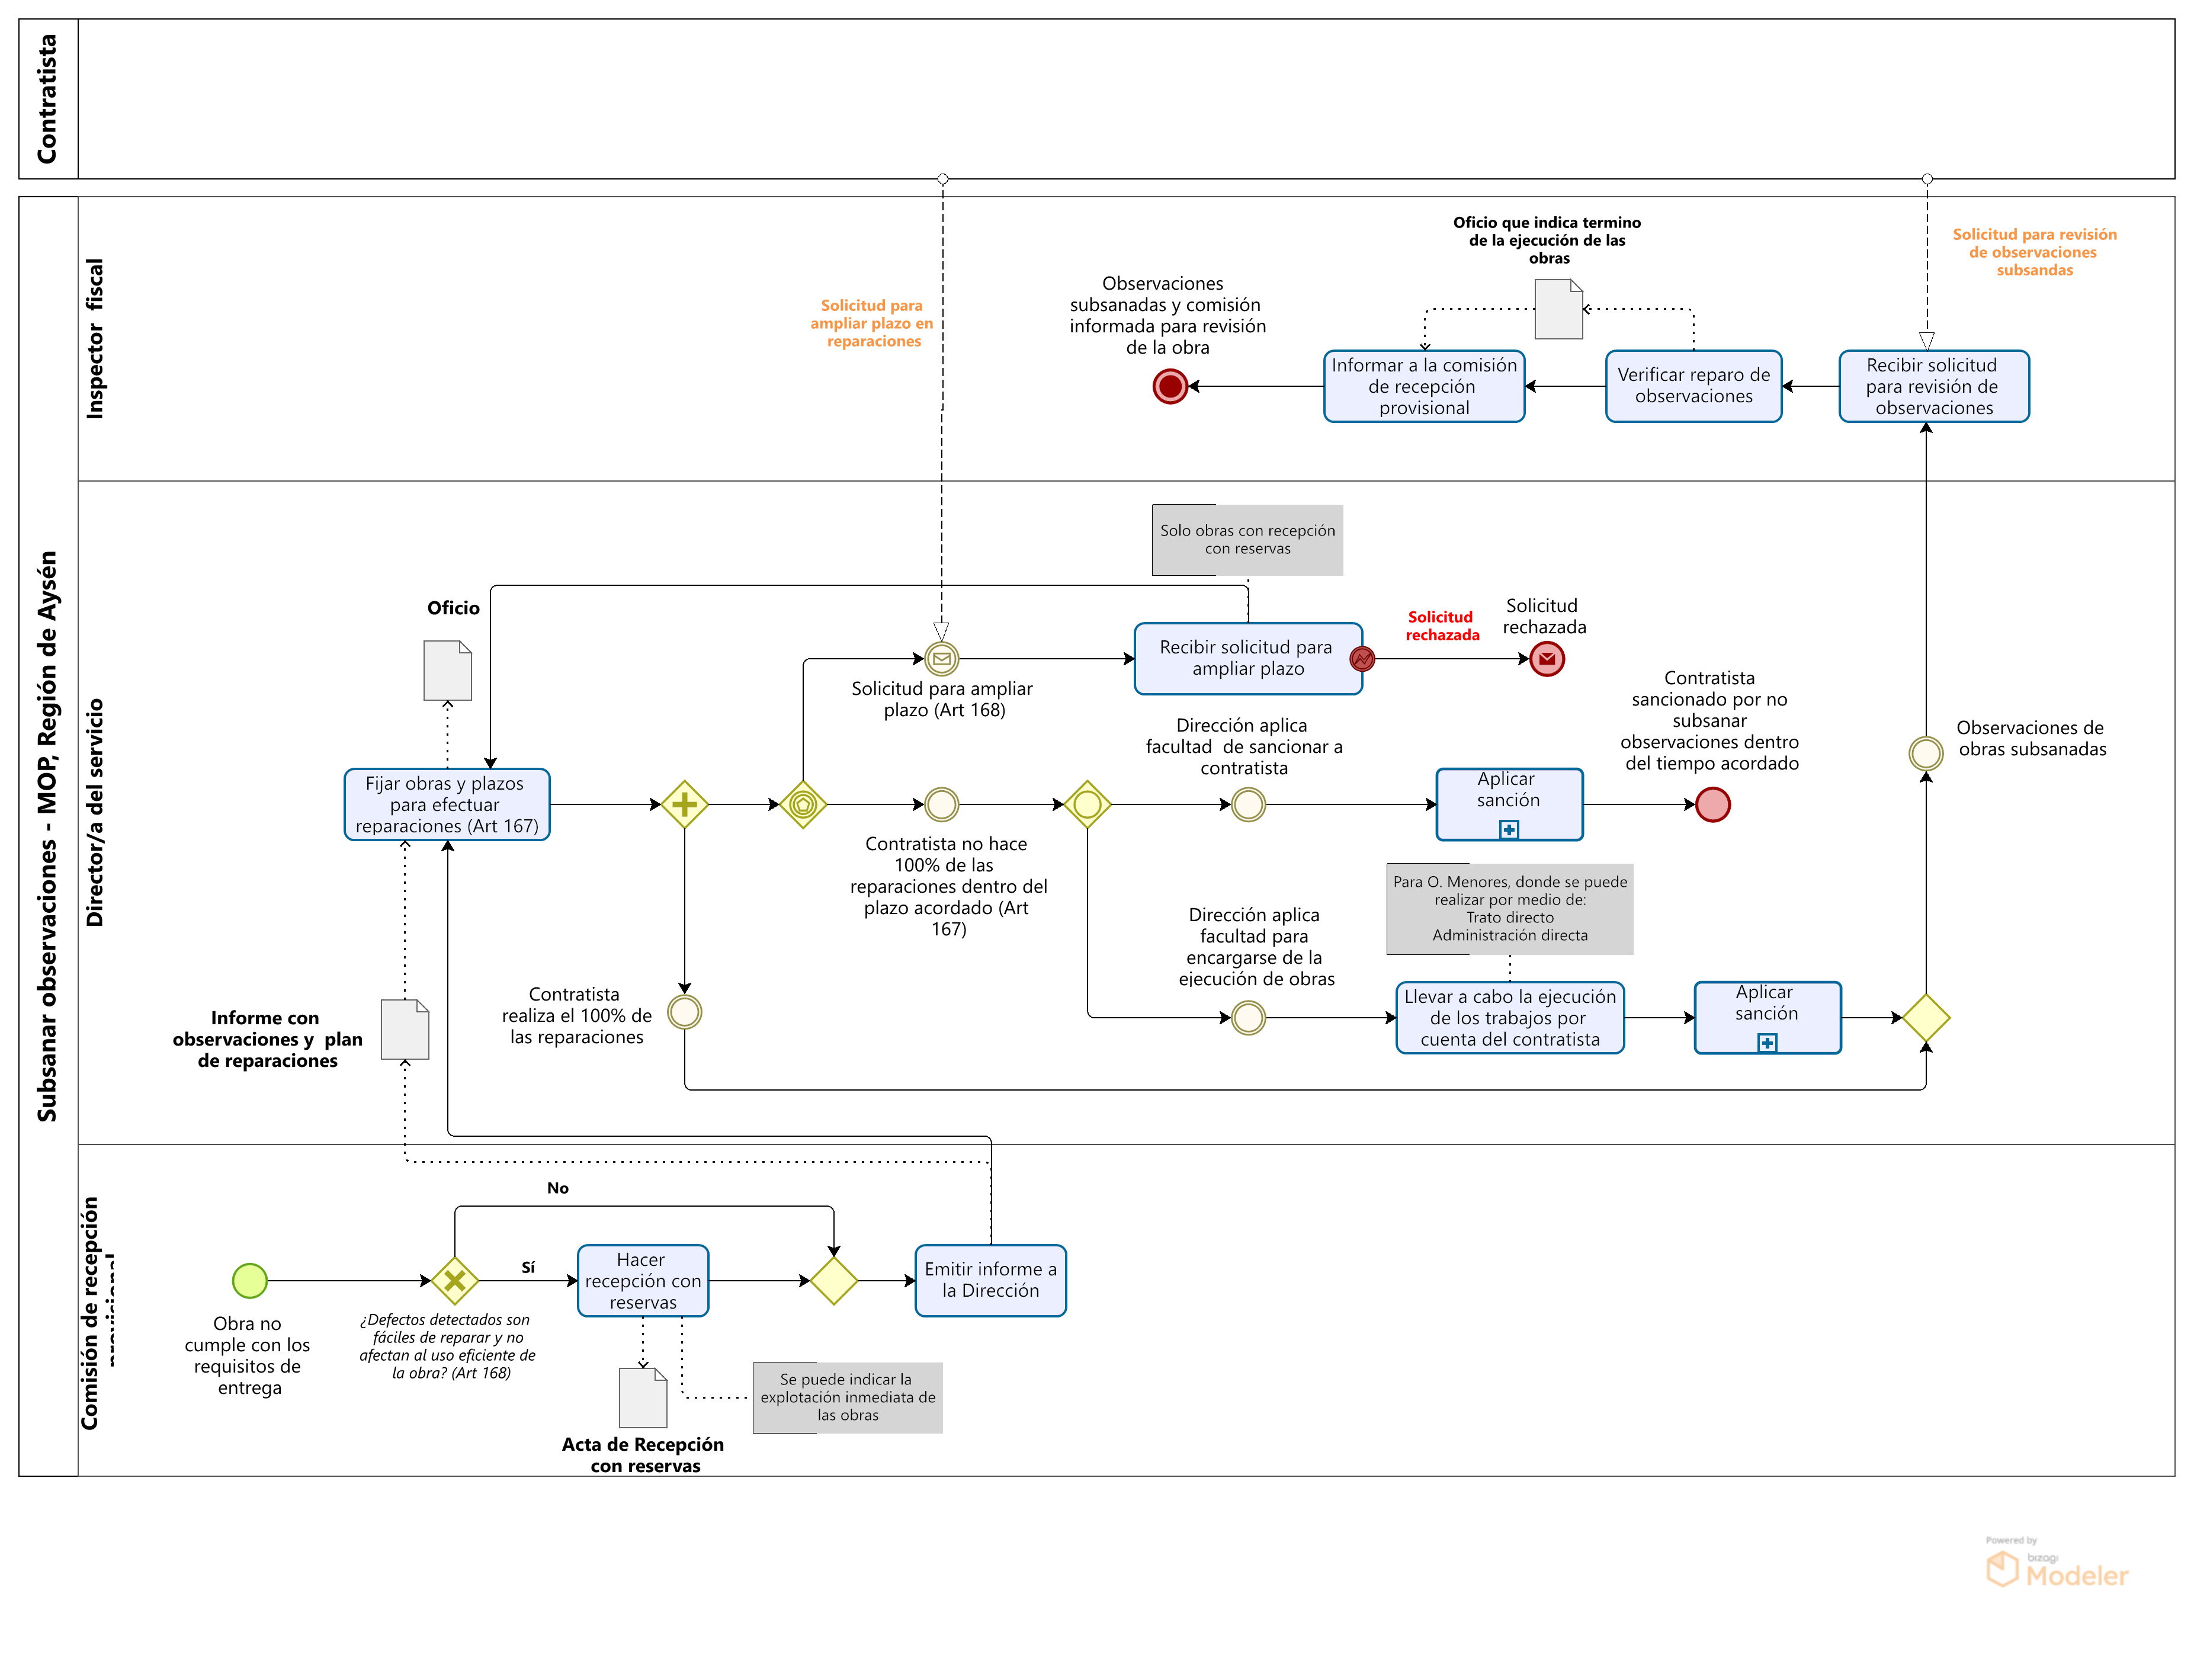 Contratista
Subsanar observaciones - MOP, Región de Aysén
Inspector fiscal
Oficio que indica termino
de la ejecución de las
obras
Solicitud para revisión
de observaciones
subsandas
Observaciones
subsanadas y comisión
informada para revisión
de la obra
Solicitud para
ampliar plazo en
reparaciones
Informar a la comisión
de recepción
provisional
Verificar reparo de
observaciones
Recibir solicitud
para revisión de
observaciones
Director/a del servicio
Solo obras con recepción
con reservas
Oficio
Solicitud
rechazada
Solicitud
rechazada
Recibir solicitud para
ampliar plazo
Solicitud para ampliar
plazo (Art 168)
Contratista
sancionado por no
subsanar
observaciones dentro
del tiempo acordado
Dirección aplica
facultad de sancionar a
contratista
Observaciones de
obras subsanadas
Fijar obras y plazos
para efectuar
reparaciones (Art 167)
Aplicar
sanción
Contratista no hace
100% de las
reparaciones dentro del
plazo acordado (Art
167)
Para O. Menores, donde se puede
realizar por medio de:
Trato directo
Administración directa
Dirección aplica
facultad para
encargarse de la
ejecución de obras
Contratista
realiza el 100% de
las reparaciones
Informe con
observaciones y plan
de reparaciones
Llevar a cabo la ejecución
de los trabajos por
cuenta del contratista
Aplicar
sanción
Comisión de recepción
provisional
No
Sí
Hacer
recepción con
reservas
Emitir informe a
la Dirección
Obra no
cumple con los
requisitos de
entrega
¿Defectos detectados son
fáciles de reparar y no
afectan al uso eficiente de
la obra? (Art 168)
Se puede indicar la
explotación inmediata de
las obras
Acta de Recepción
con reservas
Powered by
bizagi
Modeler